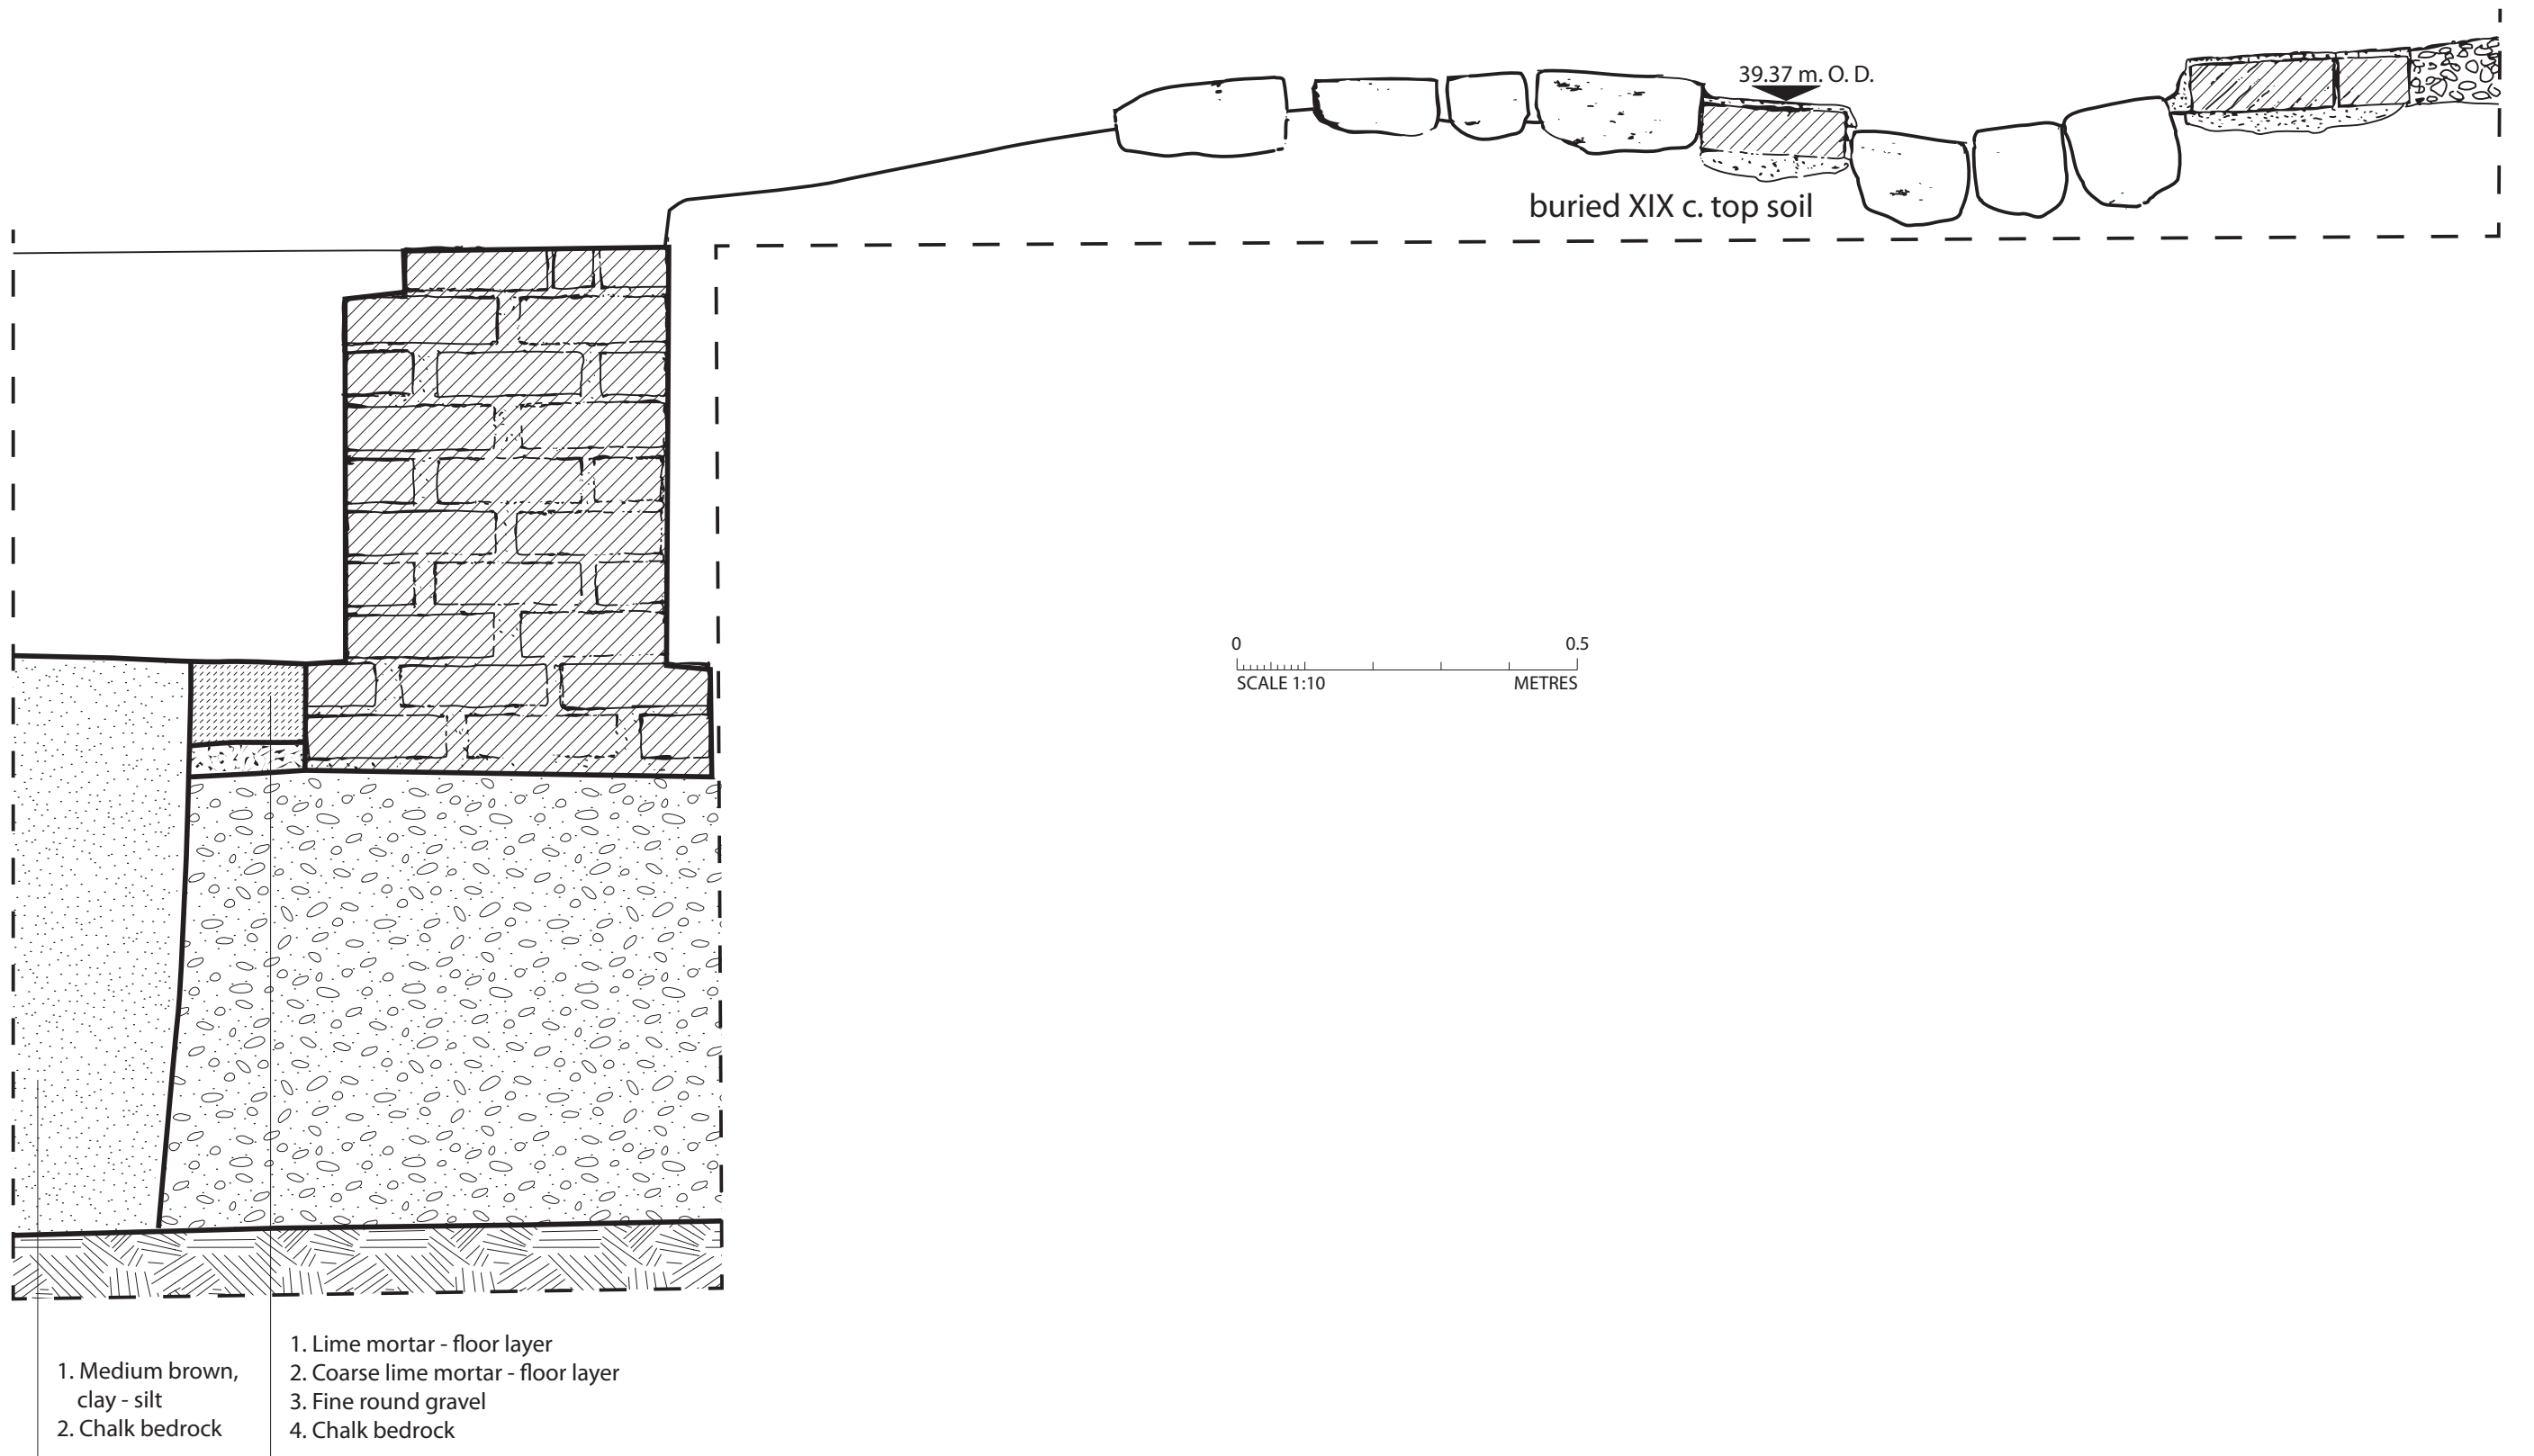 39.37 m. O. D.
buried XIX c. top soil
0 0.5
SCALE 1:10 METRES
1. Medium brown,
clay - silt
2. Chalk bedrock
1. Lime mortar - floor layer
2. Coarse lime mortar - floor layer
3. Fine round gravel
4. Chalk bedrock